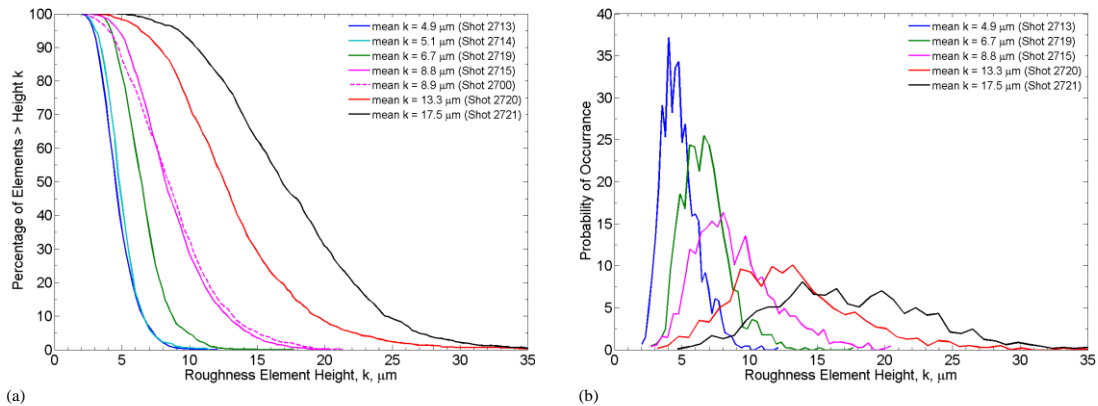 100
90
80
70
60
50
40
30
20
10
0
0 5 10 15 20 25 30 35
Percentage of Elements > Height k
Roughness Element Height, k, μm
mean k = 4.9 μm (Shot 2713)
mean k = 5.1 μm (Shot 2714)
mean k = 6.7 μm (Shot 2719)
mean k = 8.8 μm (Shot 2715)
mean k = 8.9 μm (Shot 2700)
mean k = 13.3 μm (Shot 2720)
mean k = 17.5 μm (Shot 2721)
(a)
40
35
30
25
20
15
10
5
0
0 5 10 15 20 25 30 35
Probability of Occurrance
Roughness Element Height, k, μm
mean k = 4.9 μm (Shot 2713)
mean k = 6.7 μm (Shot 2719)
mean k = 8.8 μm (Shot 2715)
mean k = 13.3 μm (Shot 2720)
mean k = 17.5 μm (Shot 2721)
(b)